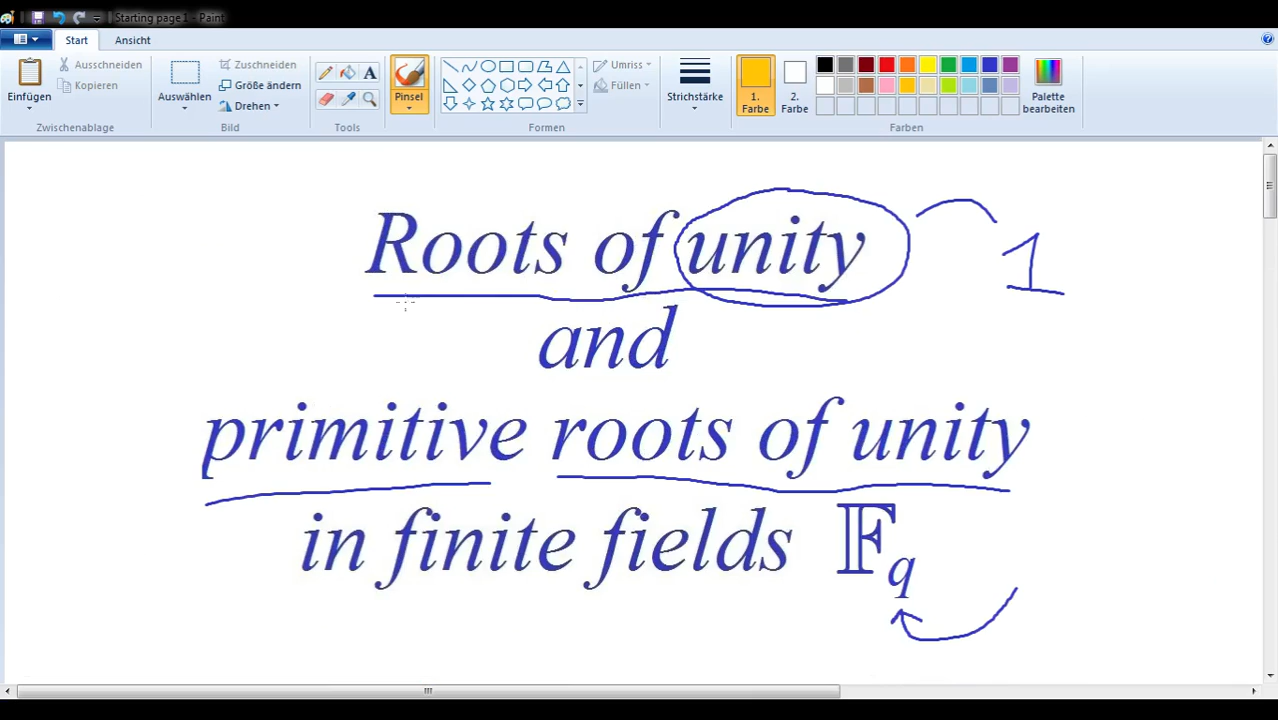 Starting page 1 - Paint
Start Ansicht
Einfügen
Ausschneiden
Kopieren
Zwischenablage
Auswählen
Zuschneiden
Größe ändern
Drehen
Bild
Pinsel
Tools
Umriss
Füllen
Formen
Strichstärke
1. Farbe
2. Farbe
Palette bearbeiten
Farben
Roots of unity 1
and
primitive roots of unity
in finite fields 𝔽q